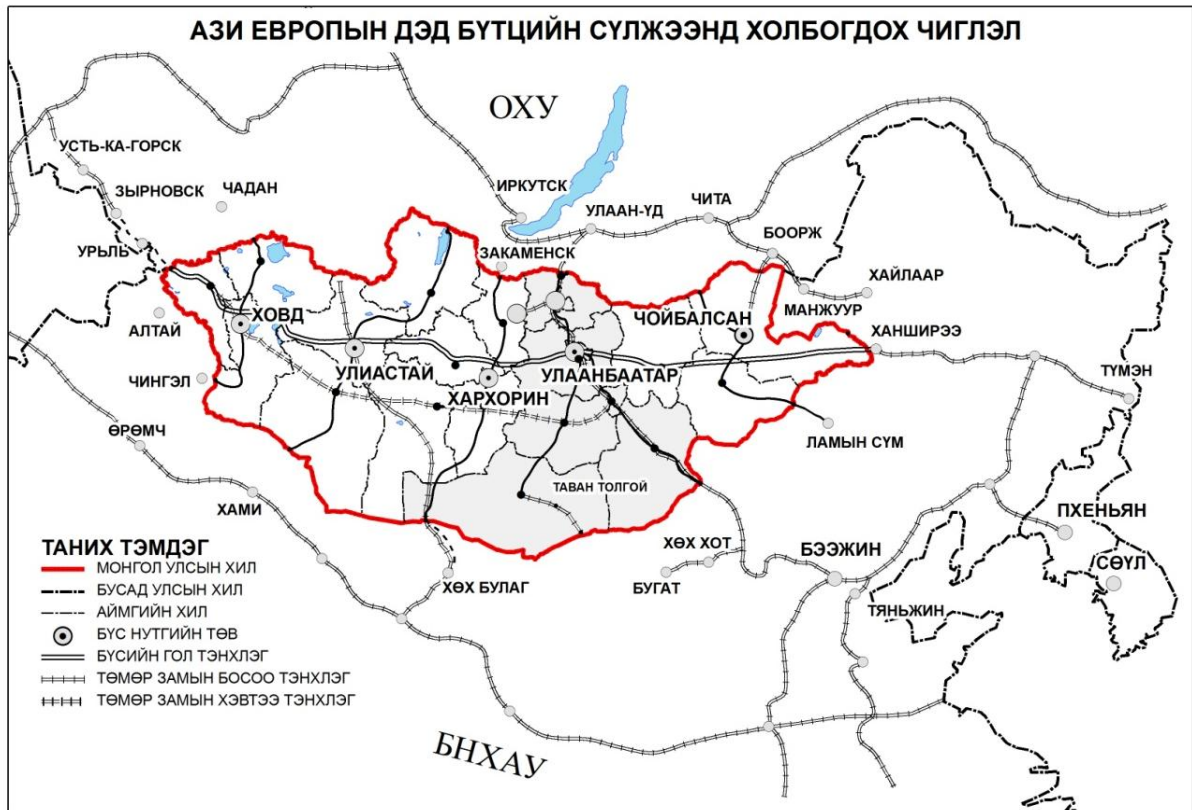 АЗИ ЕВРОПЫН ДЭД БҮТЦИЙН СҮЛЖЭЭНД ХОЛБОГДОХ ЧИГЛЭЛ
ОХУ
УСТЬ-КА-ГОРСК
ЗЫРНОВСК
ЧАДАН
ИРКУТСК
УЛААН-ҮД
ЧИТА
УРЬЛЬ
ЗАКАМЕНСК
БООРЖ
ХАЙЛААР
МАНЖУУР
АЛТАЙ
ХОВД
ЧОЙБАЛСАН
ХАНШИРЭЭ
ЧИНГЭЛ
УЛИАСТАЙ
УЛААНБААТАР
ТҮМЭН
ХАРХОРИН
ӨРӨМЧ
ЛАМЫН СҮМ
ХАМИ
ТАВАН ТОЛГОЙ
ПХЕНЬЯН
ХӨХ ХОТ
БЭЭЖИН
СӨҮЛ
ХӨХ БУЛАГ
БУГАТ
ТЯНЬЖИН
БНХАУ
ТАНИХ ТЭМДЭГ
МОНГОЛ УЛСЫН ХИЛ
БУСАД УЛСЫН ХИЛ
АЙМГИЙН ХИЛ
БҮС НУТГИЙН ТӨВ
БҮСИЙН ГОЛ ТЭНХЛЭГ
ТӨМӨР ЗАМЫН БОСОО ТЭНХЛЭГ
ТӨМӨР ЗАМЫН ХЭВТЭЭ ТЭНХЛЭГ